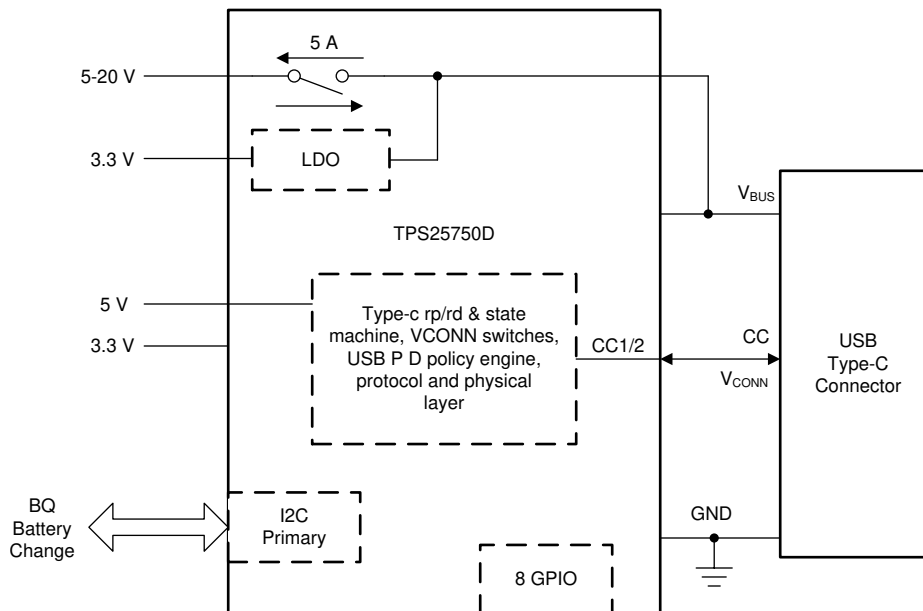 5 A
5-20 V
3.3 V
LDO
V_BUS
TPS25750D
5 V
3.3 V
Type-c rp/rd & state
machine, VCONN switches,
USB P D policy engine,
protocol and physical
layer
CC1/2
CC
V_CONN
USB
Type-C
Connector
BQ
Battery
Change
I2C
Primary
GND
8 GPIO